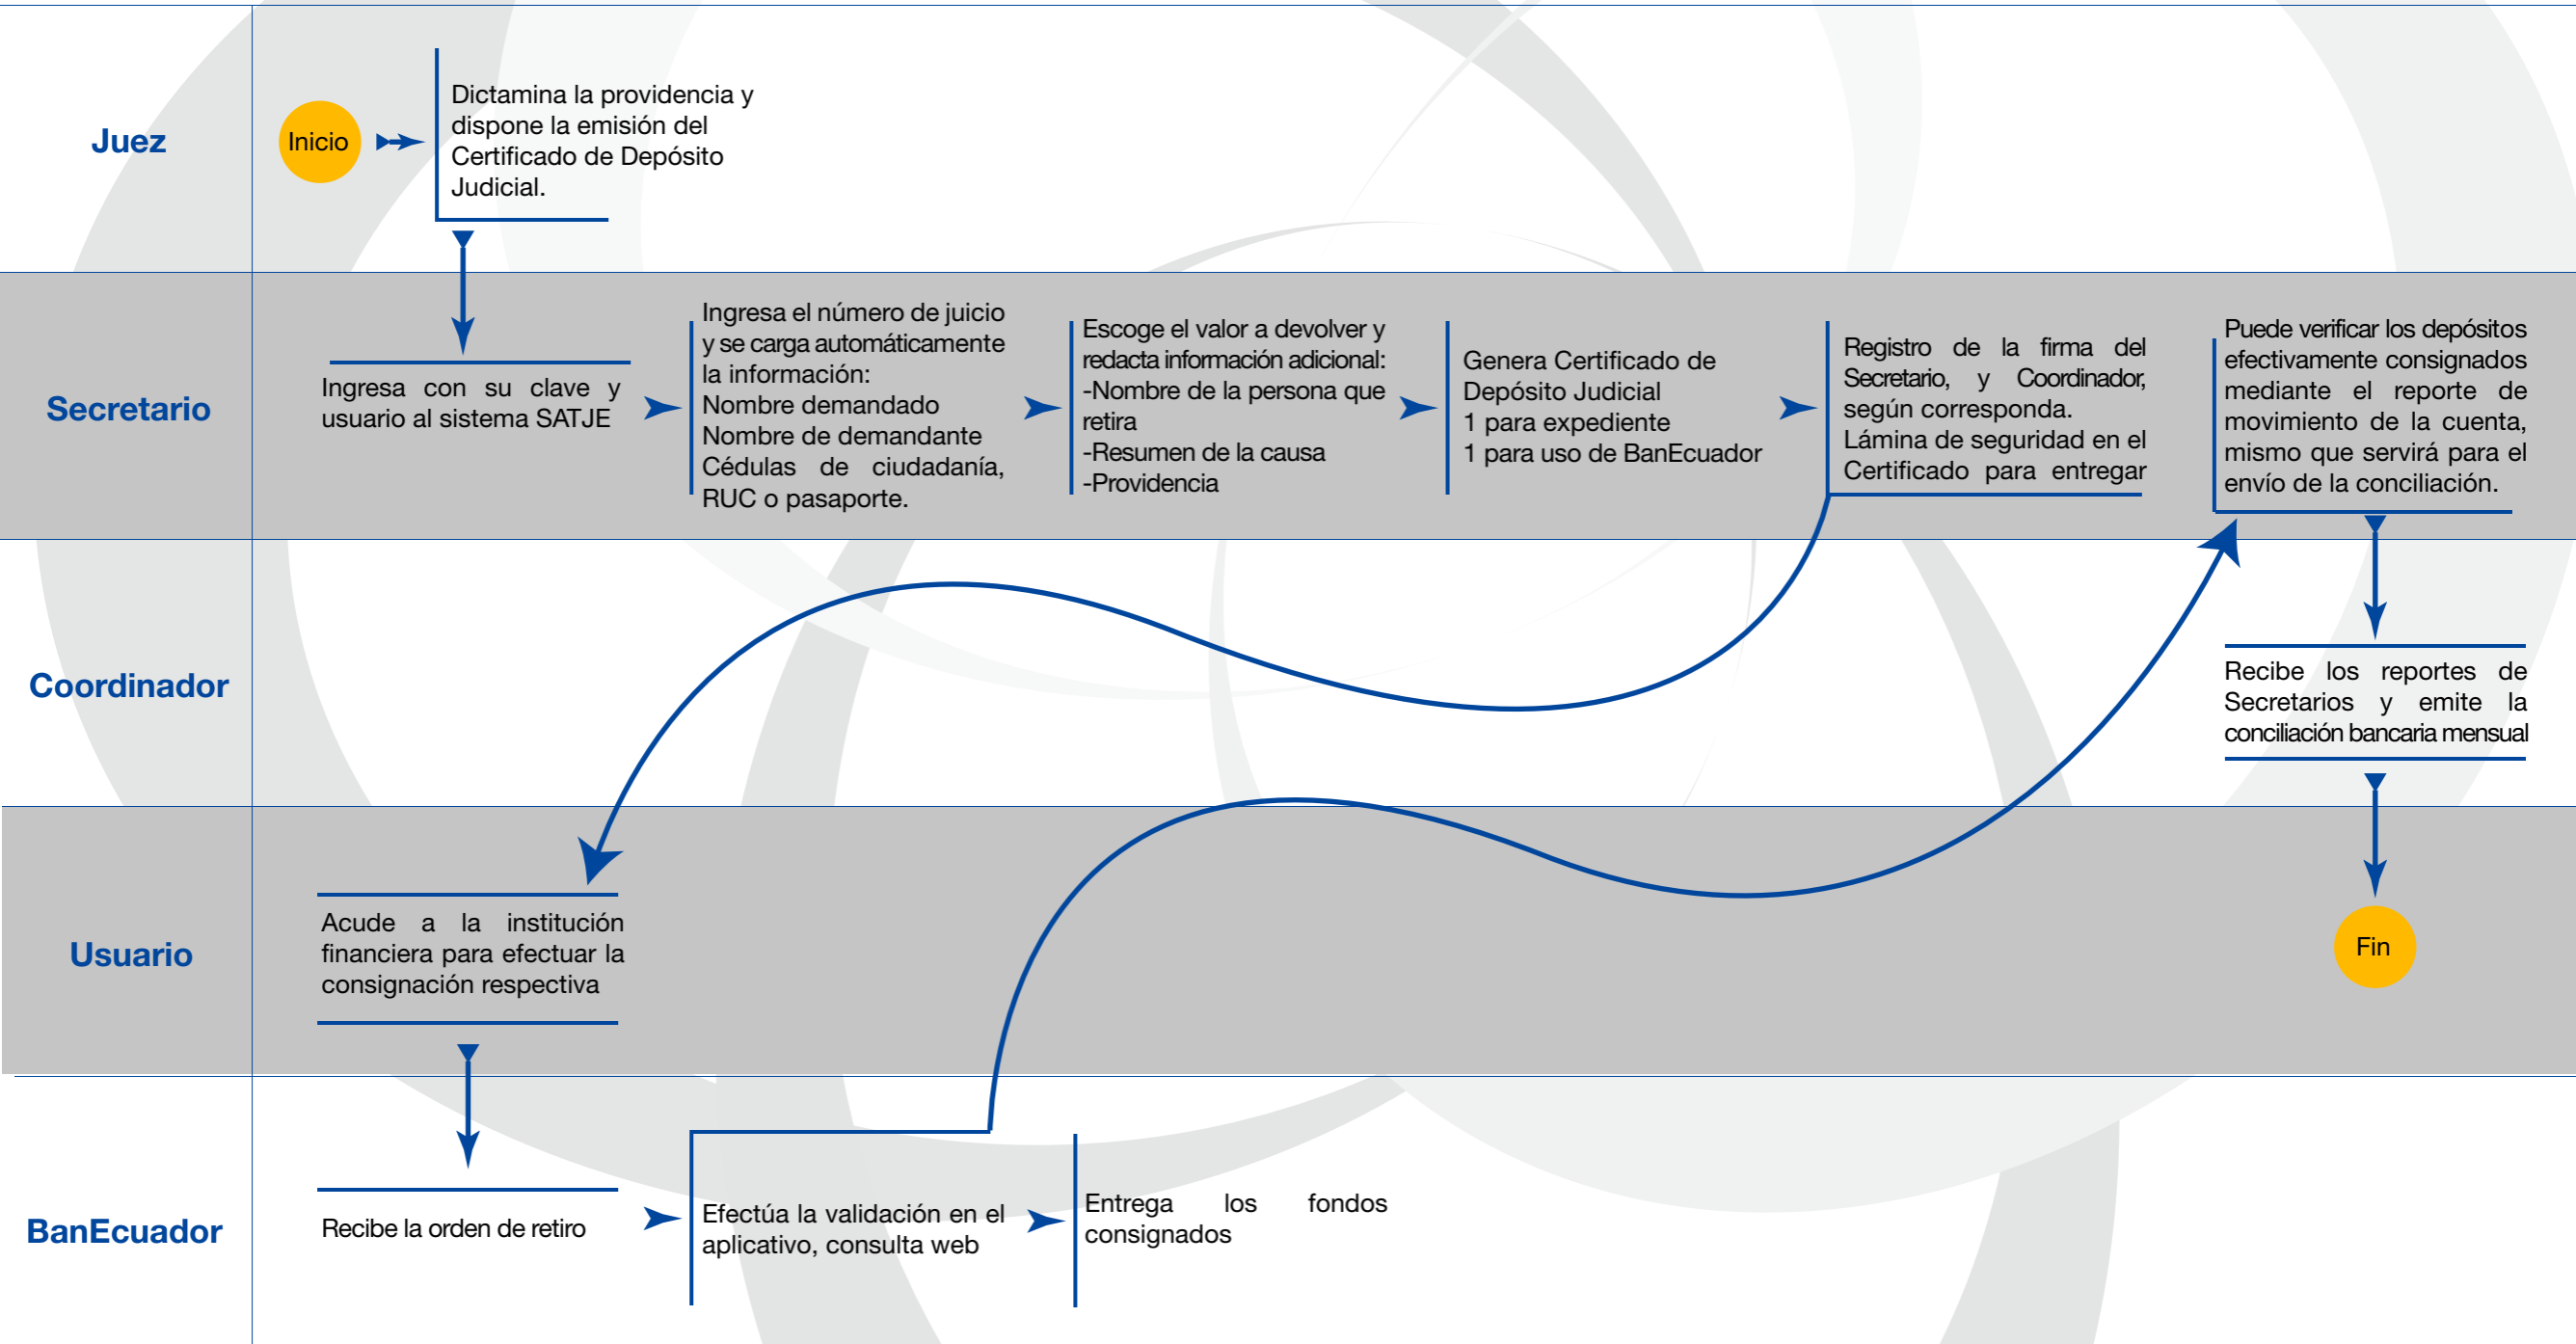 Juez
Inicio
Dictamina la providencia y
dispone la emisión del
Certificado de Depósito
Judicial.
Secretario
Ingresa con su clave y
usuario al sistema SATJE
Ingresa el número de juicio
y se carga automáticamente
la información:
Nombre demandado
Nombre de demandante
Cédulas de ciudadanía,
RUC o pasaporte.
Escoge el valor a devolver y
redacta información adicional:
-Nombre de la persona que
retira
-Resumen de la causa
-Providencia
Genera Certificado de
Depósito Judicial
1 para expediente
1 para uso de BanEcuador
Registro de la firma del
Secretario, y Coordinador,
según corresponda.
Lámina de seguridad en el
Certificado para entregar
Puede verificar los depósitos
efectivamente consignados
mediante el reporte de
movimiento de la cuenta,
mismo que servirá para el
envío de la conciliación.
Coordinador
Recibe los reportes de
Secretarios y emite la
conciliación bancaria mensual
Usuario
Acude a la institución
financiera para efectuar la
consignación respectiva
Fin
BanEcuador
Recibe la orden de retiro
Efectúa la validación en el
aplicativo, consulta web
Entrega los fondos
consignados